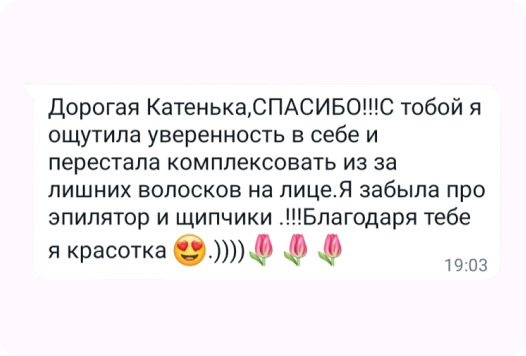 Дорогая Катенька,СПАСИБО!!!С тобой я
ощутила уверенность в себе и
перестала комплексовать из за
лишних волосков на лице.Я забыла про
эпилятор и щипчики .!!!Благодаря тебе
я красотка 😍.))))🌷🌷🌷
19:03